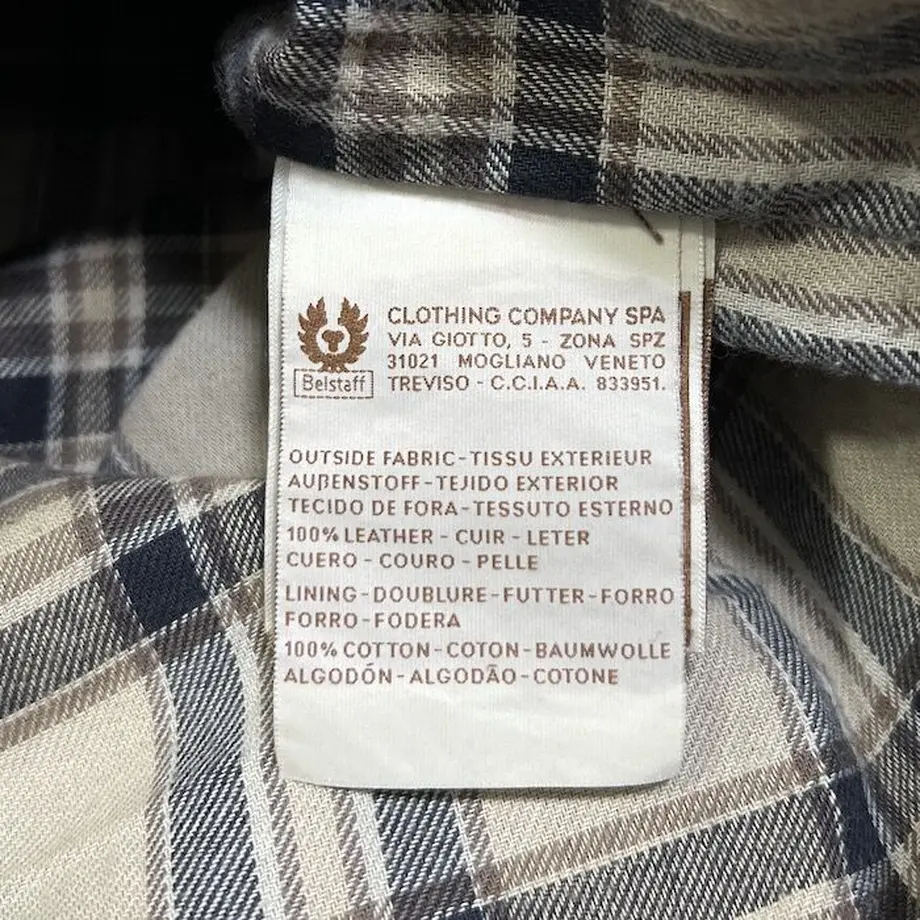 CLOTHING COMPANY SPA
VIA GIOTTO, 5 - ZONA SPZ
31021 MOGLIANO VENETO
Belstaff
TREVISO - C.C.I.A.A. 833951.
OUTSIDE FABRIC-TISSU EXTERIEUR
AUßENSTOFF-TEJIDO EXTERIOR
TECIDO DE FORA-TESSUTO ESTERNO
100% LEATHER - CUIR - LETER
CUERO - COURO - PELLE
LINING-DOUBLURE-FUTTER-FORRO
FORRO-FODERA
100% COTTON-COTON-BAUMWOLLE
ALGODÓN-ALGODÃO-COTONE